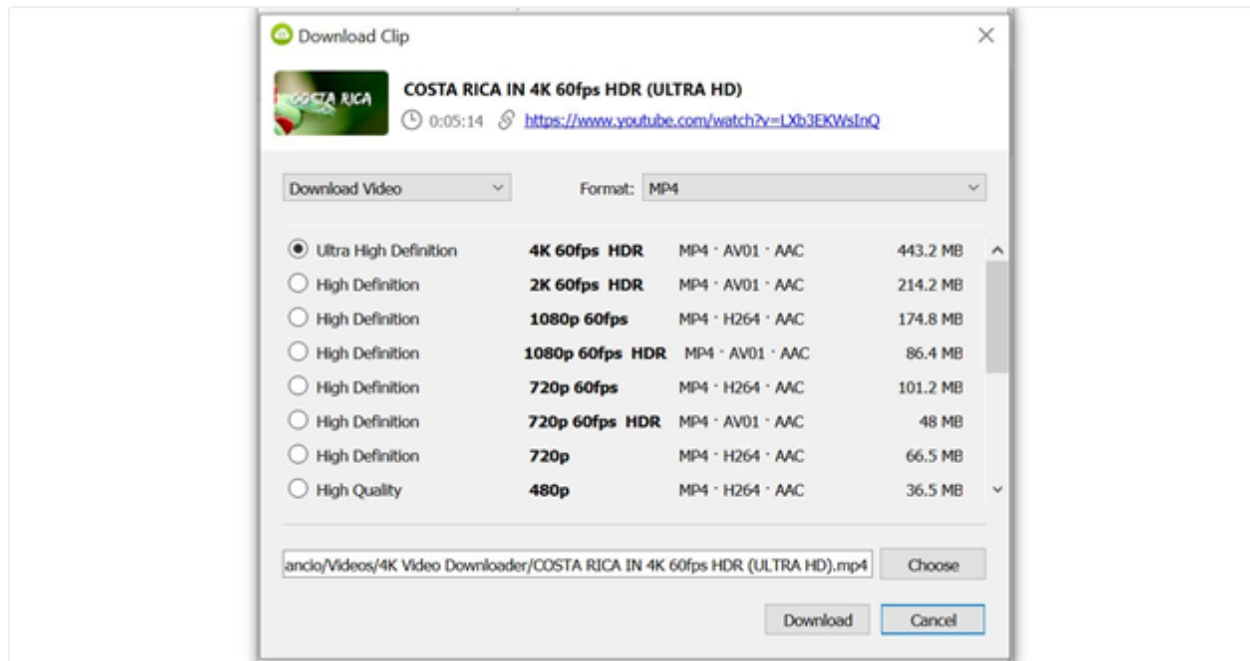 Download Clip
COSTA RICA
COSTA RICA IN 4K 60fps HDR (ULTRA HD)
0:05:14 https://www.youtube.com/watch?v=LXb3EKWsInQ
Download Video Format: MP4
Ultra High Definition 4K 60fps HDR MP4 · AV01 · AAC 443.2 MB
High Definition 2K 60fps HDR MP4 · AV01 · AAC 214.2 MB
High Definition 1080p 60fps MP4 · H264 · AAC 174.8 MB
High Definition 1080p 60fps HDR MP4 · AV01 · AAC 86.4 MB
High Definition 720p 60fps MP4 · H264 · AAC 101.2 MB
High Definition 720p 60fps HDR MP4 · AV01 · AAC 48 MB
High Definition 720p MP4 · H264 · AAC 66.5 MB
High Quality 480p MP4 · H264 · AAC 36.5 MB
ancio/Videos/4K Video Downloader/COSTA RICA IN 4K 60fps HDR (ULTRA HD).mp4 Choose
Download Cancel